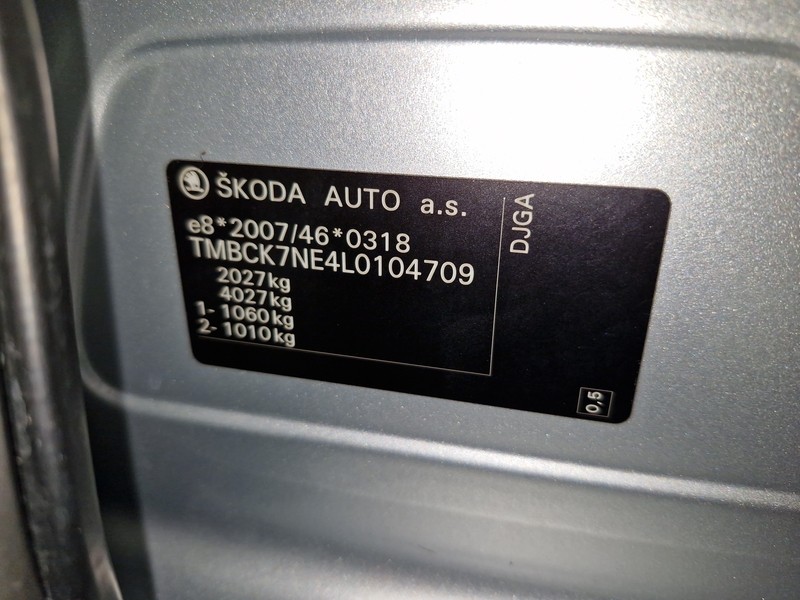 ŠKODA AUTO a.s.
e8*2007/46*0318
TMBCK7NE4L0104709
2027kg
4027kg
1- 1060kg
2- 1010kg
DJGA
0,5